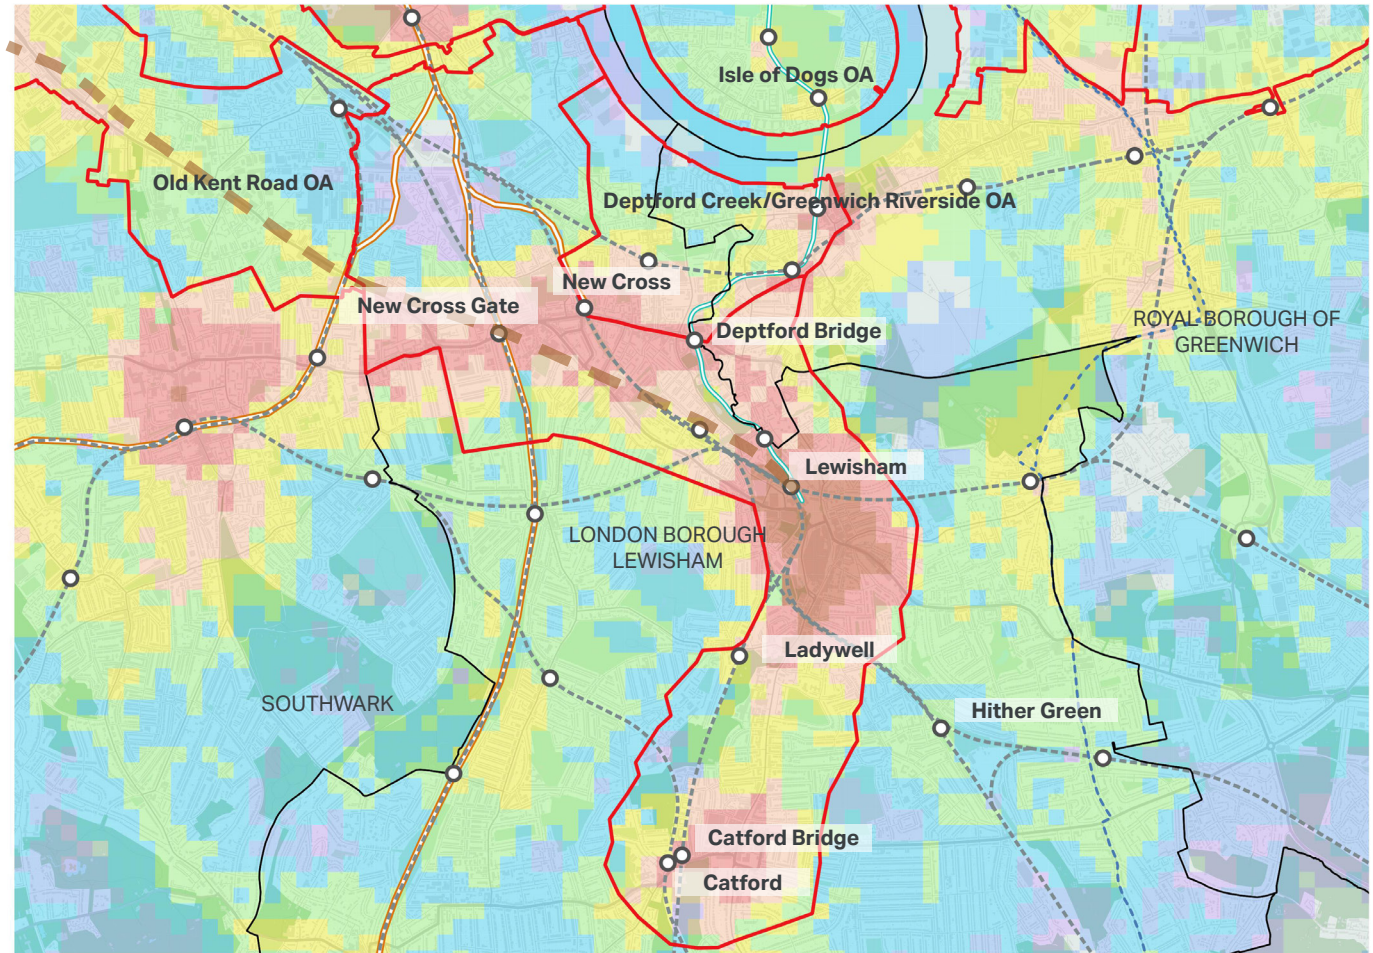 Isle of Dogs OA
Old Kent Road OA
Deptford Creek/Greenwich Riverside OA
New Cross
New Cross Gate
Deptford Bridge
ROYAL BOROUGH OF
GREENWICH
Lewisham
LONDON BOROUGH
LEWISHAM
Ladywell
SOUTHWARK
Hither Green
Catford Bridge
Catford